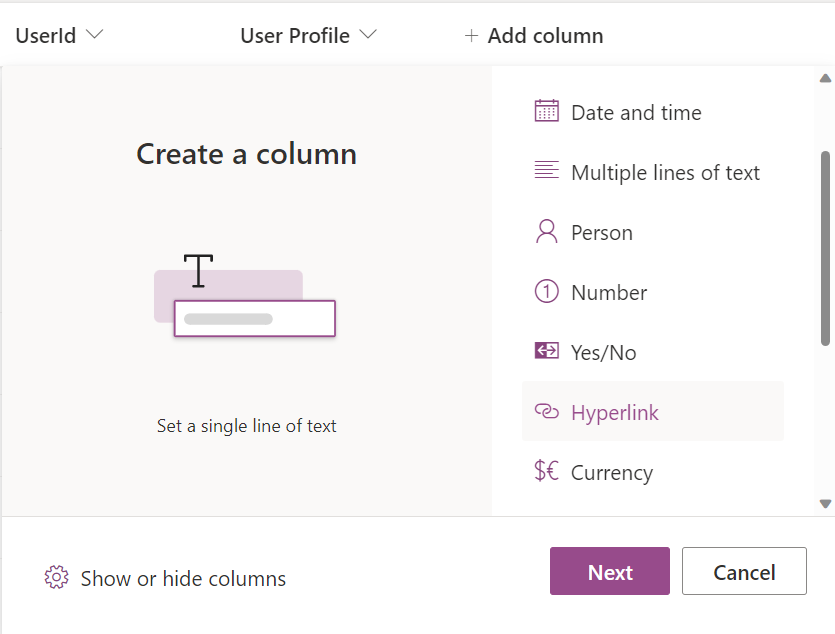 UserId
User Profile
+ Add column
Create a column
T
Set a single line of text
Date and time
Multiple lines of text
Person
1 Number
Yes/No
Hyperlink
$€ Currency
Show or hide columns
Next
Cancel